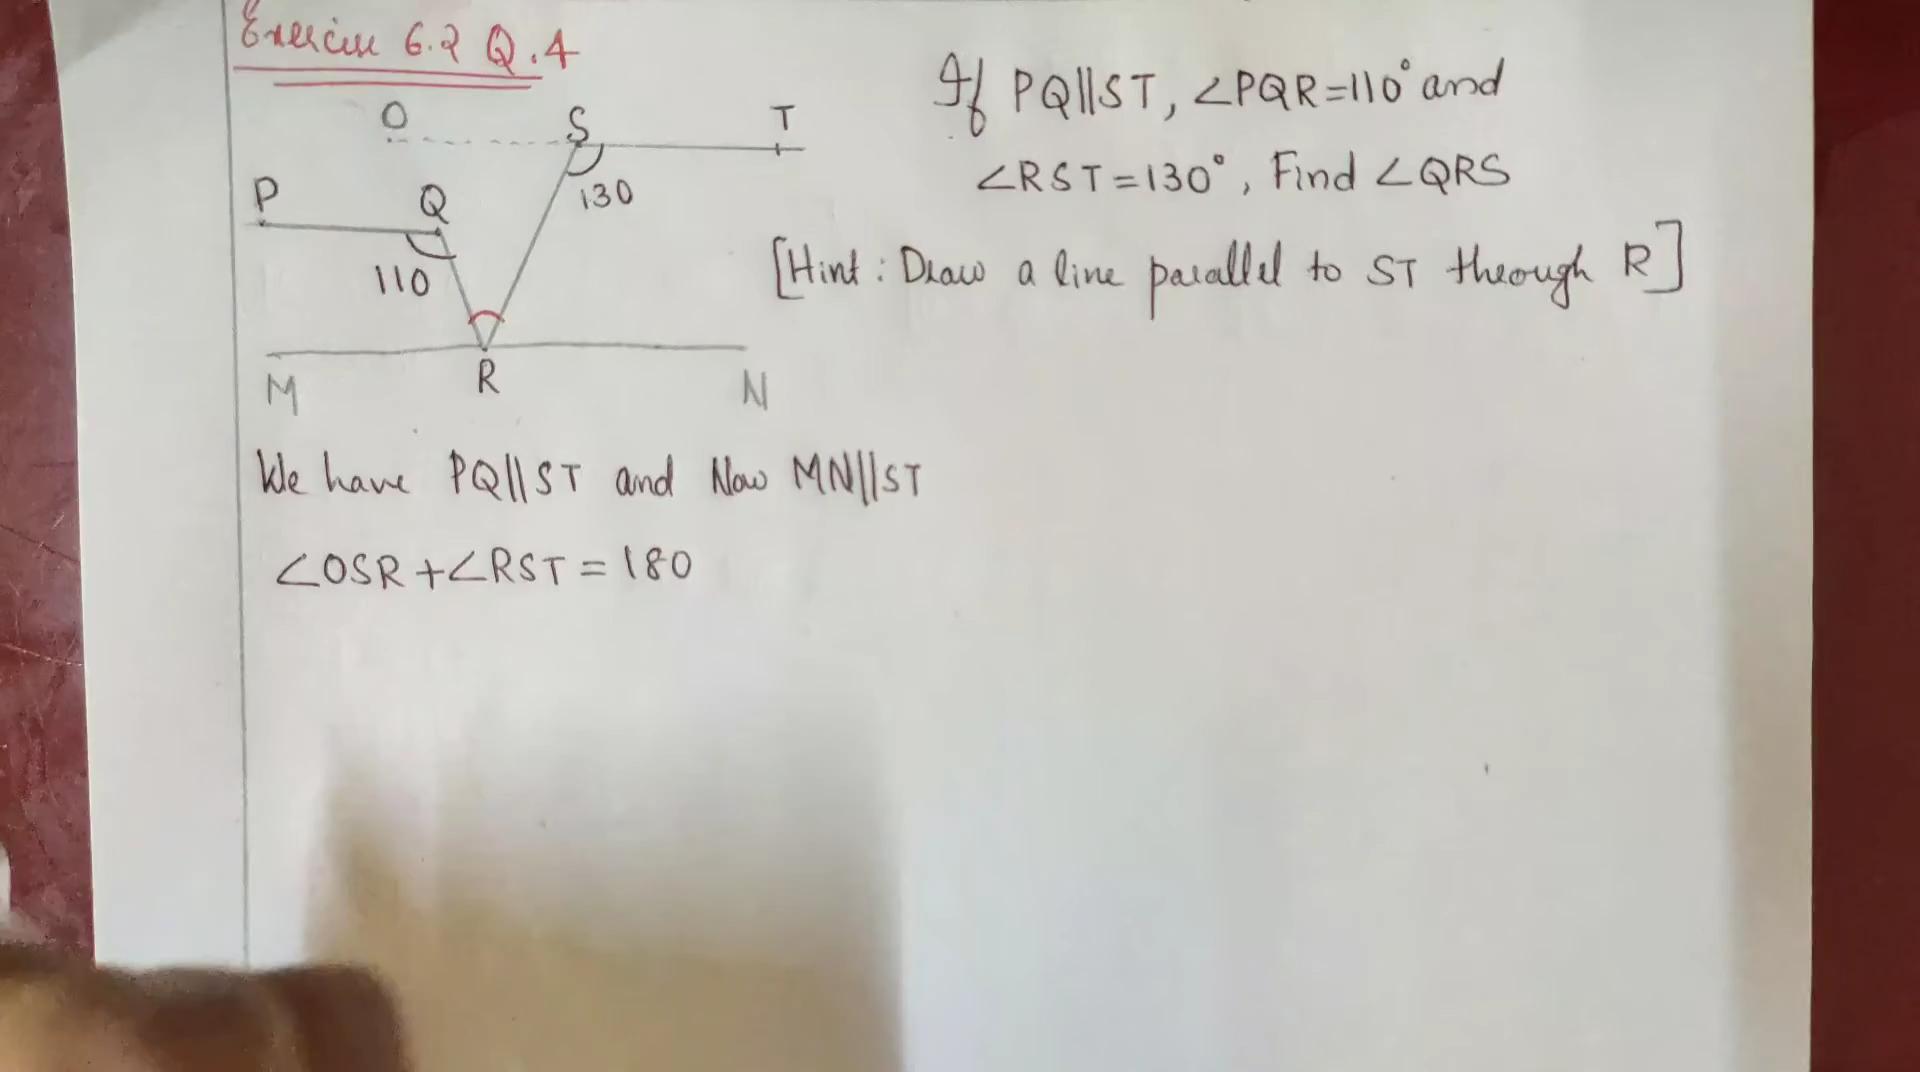 Exercise 6.2 Q.4
If PQ||ST, ∠PQR=110° and
∠RST=130°, Find ∠QRS
[Hint: Draw a line parallel to ST through R]
O S T
P Q 130
110
M R N
We have PQ||ST and Now MN||ST
∠OSR+∠RST=180